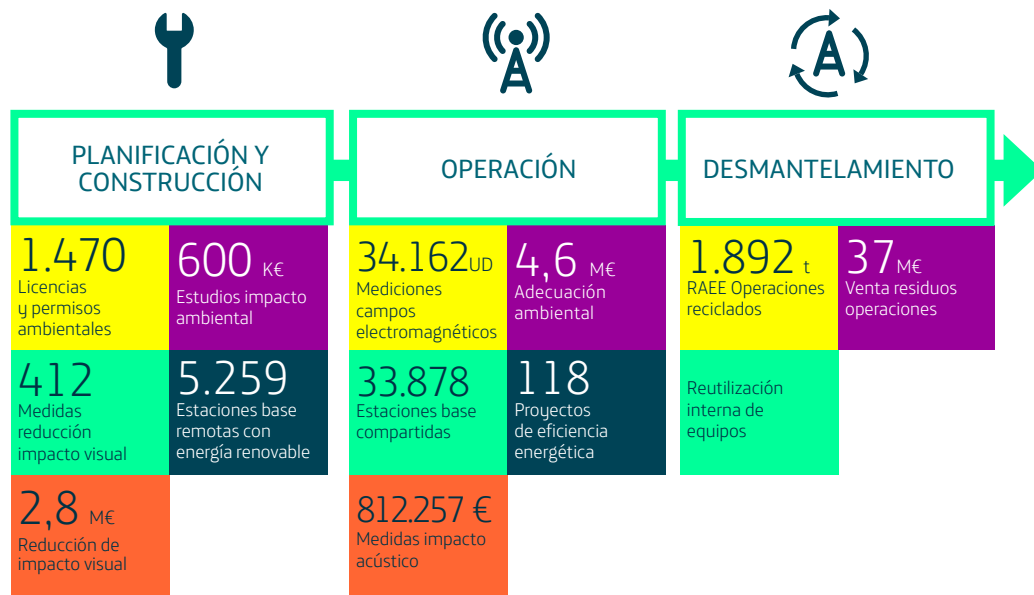 PLANIFICACIÓN Y
CONSTRUCCIÓN
1.470
Licencias
y permisos
ambientales
600 K€
Estudios impacto
ambiental
412
Medidas
reducción
impacto visual
5.259
Estaciones base
remotas con
energía renovable
2,8 M€
Reducción de
impacto visual
OPERACIÓN
34.162 UD
Mediciones
campos
electromagnéticos
4,6 M€
Adecuación
ambiental
33.878
Estaciones base
compartidas
118
Proyectos
de eficiencia
energética
812.257 €
Medidas impacto
acústico
DESMANTELAMIENTO
1.892 t
RAEE Operaciones
reciclados
37 M€
Venta residuos
operaciones
Reutilización
interna de
equipos